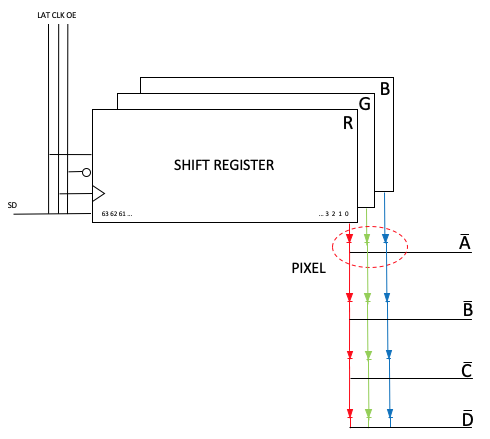 LAT CLK OE
B
G
R
SHIFT REGISTER
SD
63 62 61 ...
... 3 2 1 0
A̅
PIXEL
B̅
C̅
D̅